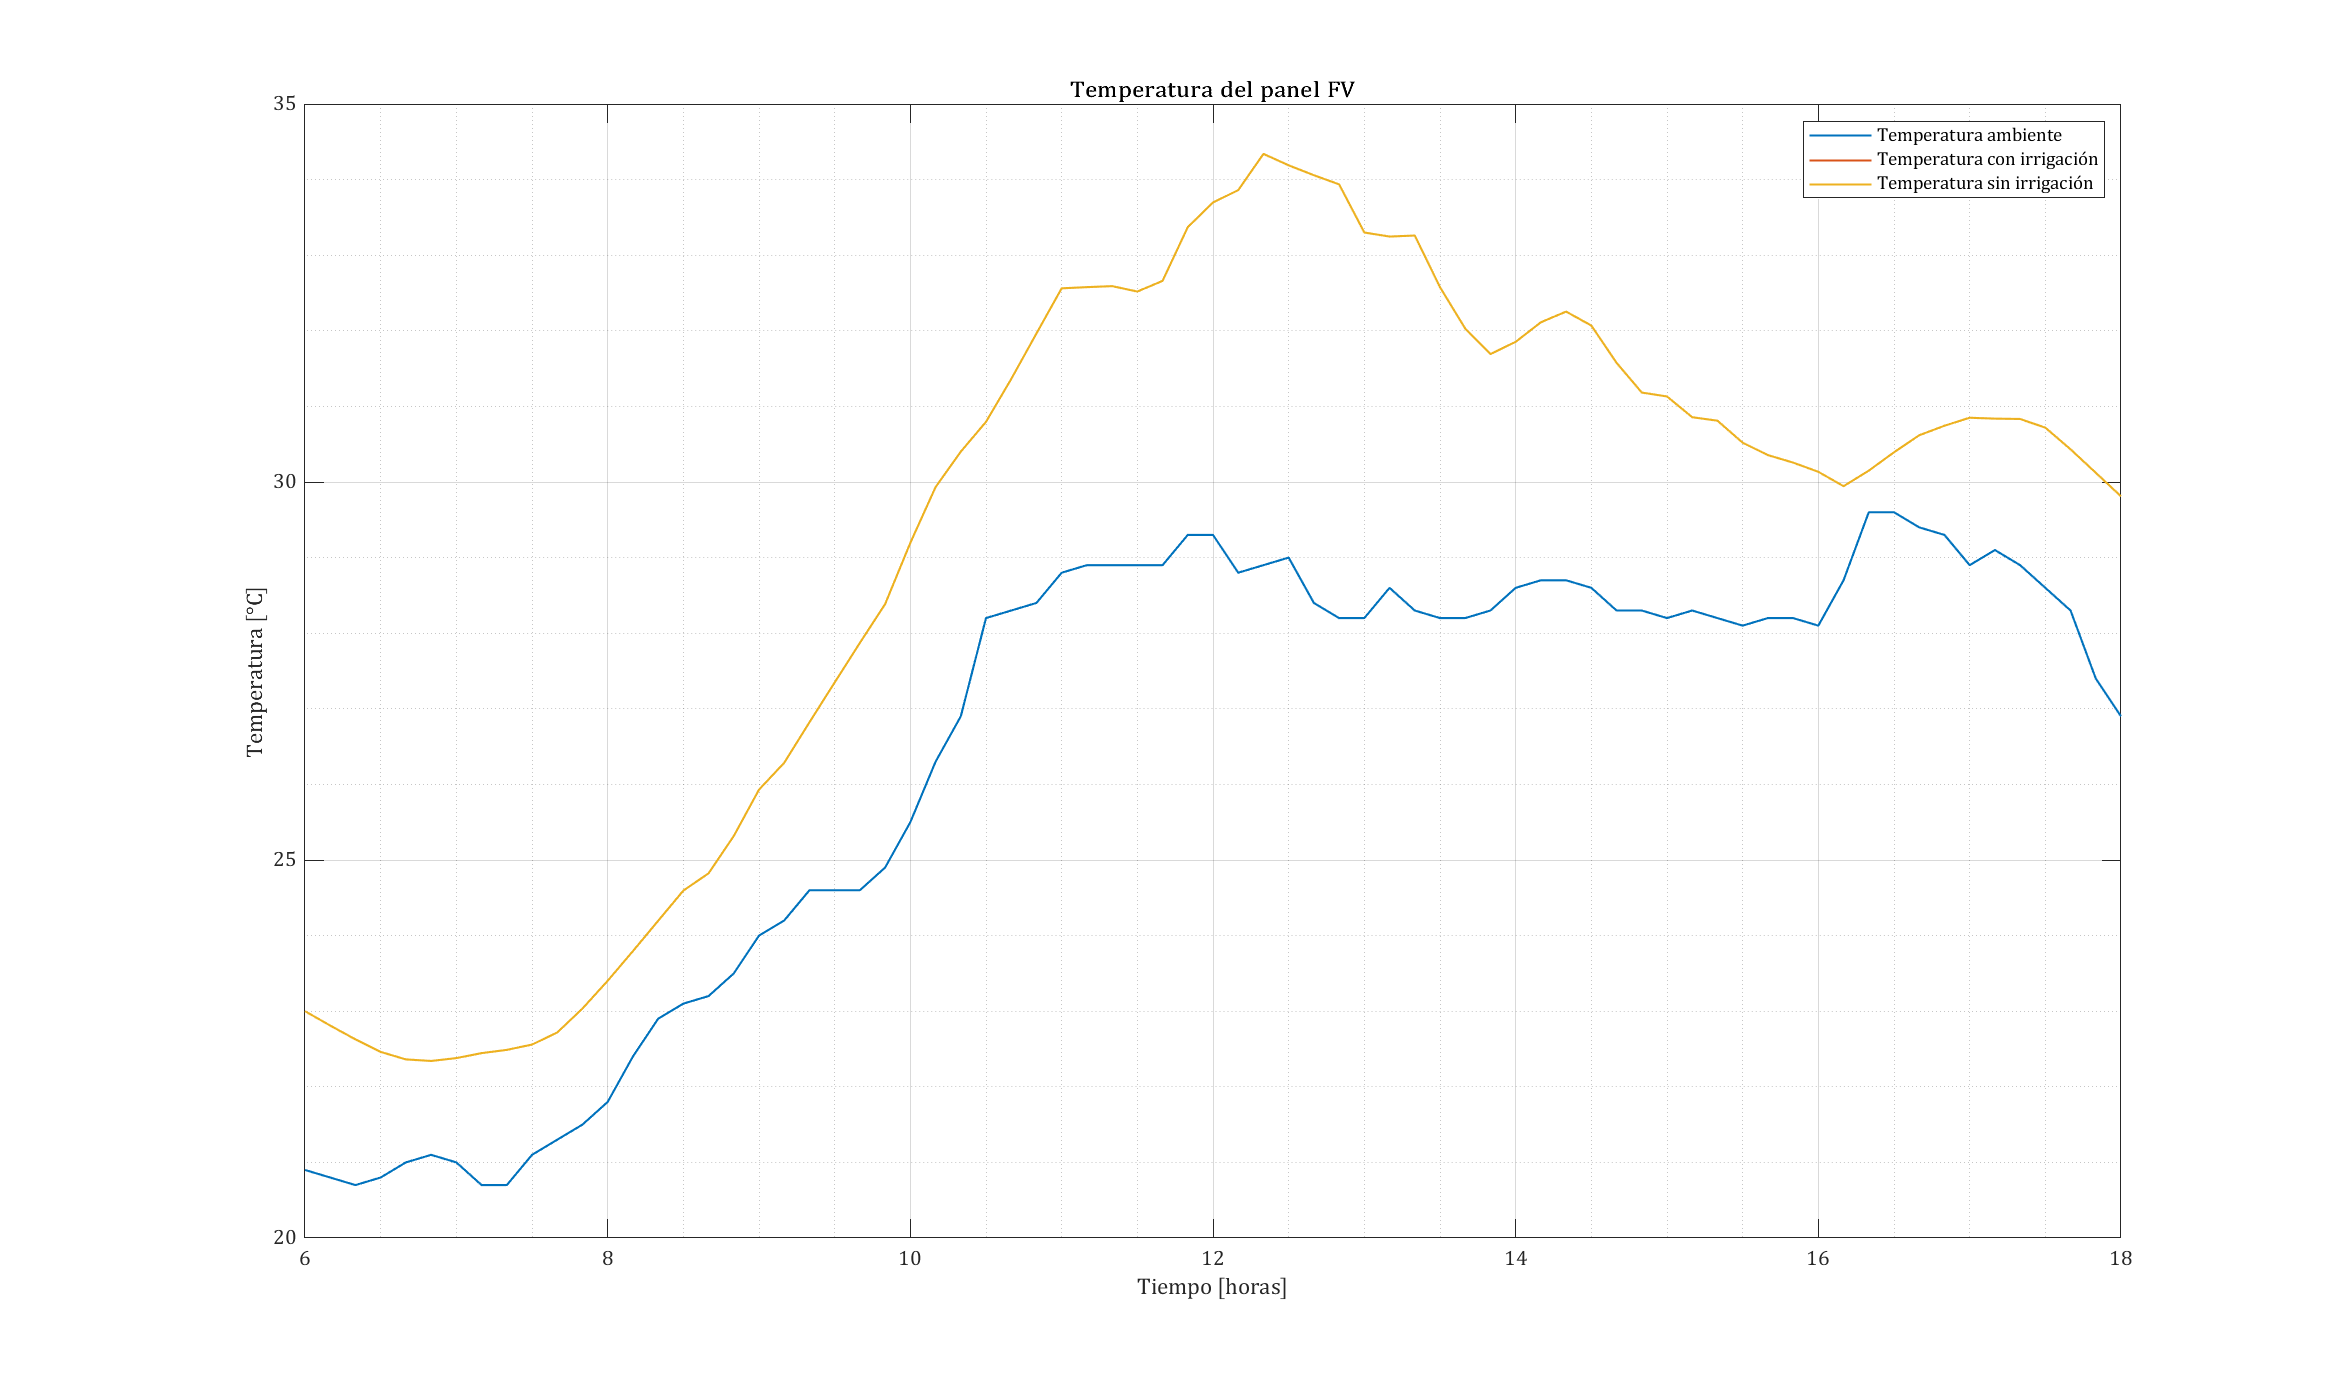 Temperatura del panel FV
35
Temperatura ambiente
Temperatura con irrigación
Temperatura sin irrigación
30
Temperatura [°C]
25
20
6 8 10 12 14 16 18
Tiempo [horas]